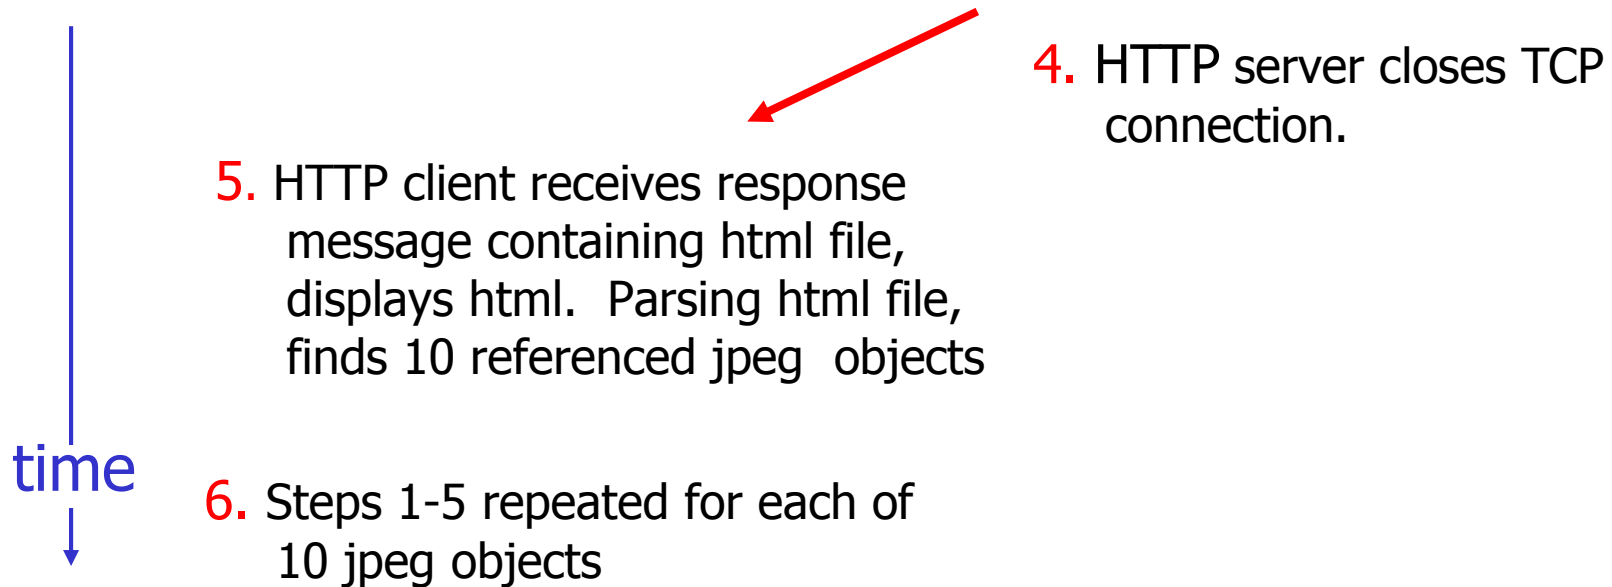 4. HTTP server closes TCP
connection.
5. HTTP client receives response
message containing html file,
displays html.  Parsing html file,
finds 10 referenced jpeg  objects
time
6. Steps 1-5 repeated for each of
10 jpeg objects